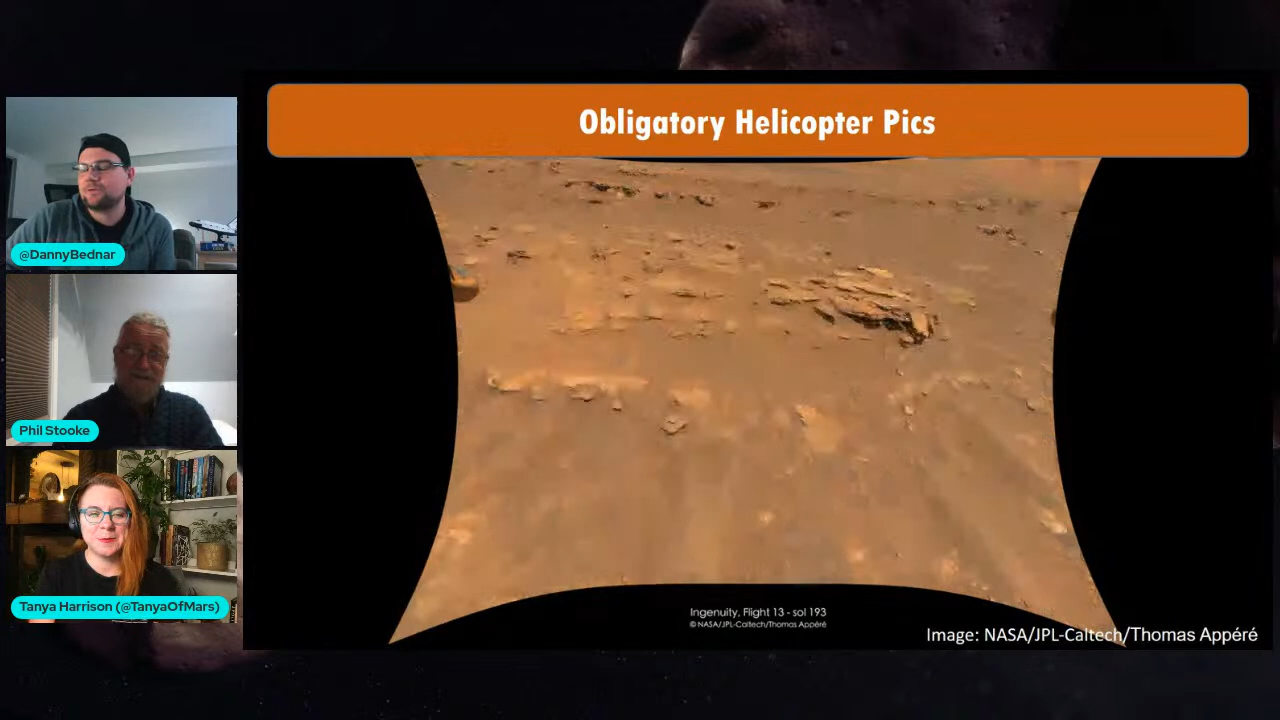 Obligatory Helicopter Pics
@DannyBednar
Phil Stooke
Tanya Harrison (@TanyaOfMars)
Ingenuity, Flight 13 - sol 193
© NASA/JPL-Caltech/Thomas Appéré
Image: NASA/JPL-Caltech/Thomas Appéré